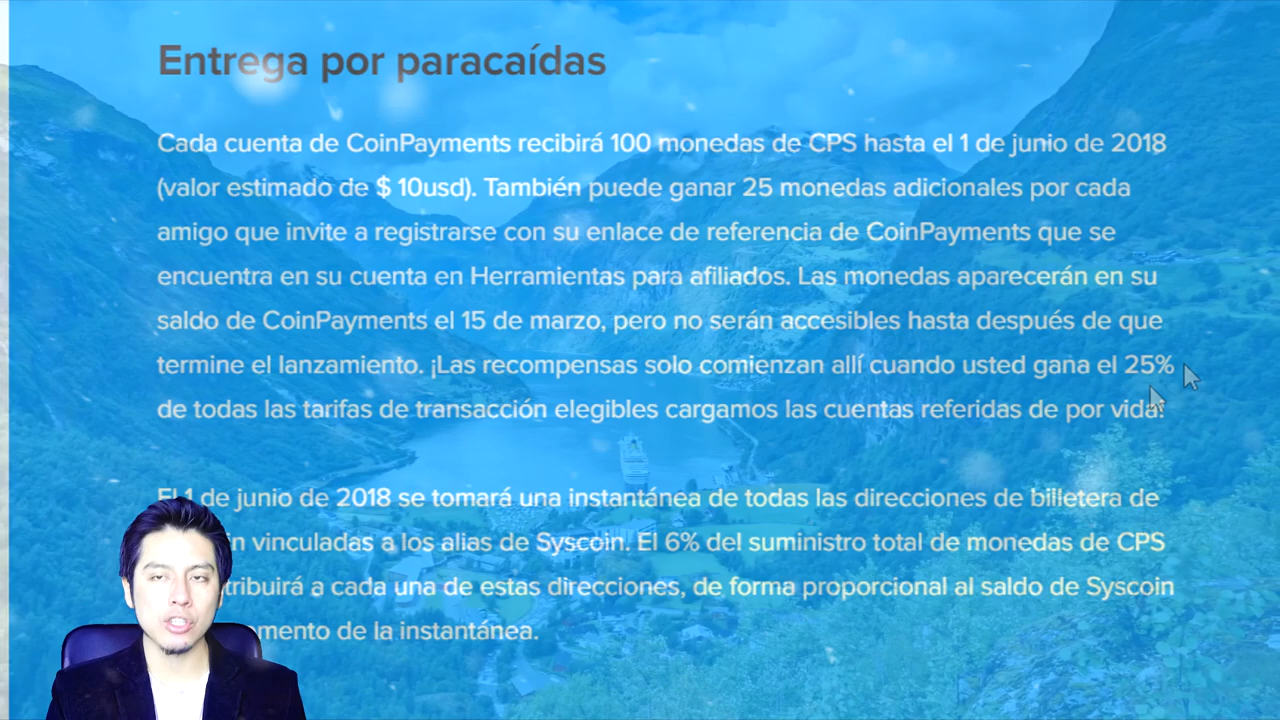 Entrega por paracaídas
Cada cuenta de CoinPayments recibirá 100 monedas de CPS hasta el 1 de junio de 2018
(valor estimado de $ 10usd). También puede ganar 25 monedas adicionales por cada
amigo que invite a registrarse con su enlace de referencia de CoinPayments que se
encuentra en su cuenta en Herramientas para afiliados. Las monedas aparecerán en su
saldo de CoinPayments el 15 de marzo, pero no serán accesibles hasta después de que
termine el lanzamiento. ¡Las recompensas solo comienzan allí cuando usted gana el 25%
de todas las tarifas de transacción elegibles cargamos las cuentas referidas de por vida!
El 1 de junio de 2018 se tomará una instantánea de todas las direcciones de billetera de
vinculadas a los alias de Syscoin. El 6% del suministro total de monedas de CPS
a cada una de estas direcciones, de forma proporcional al saldo de Syscoin
de la instantánea.